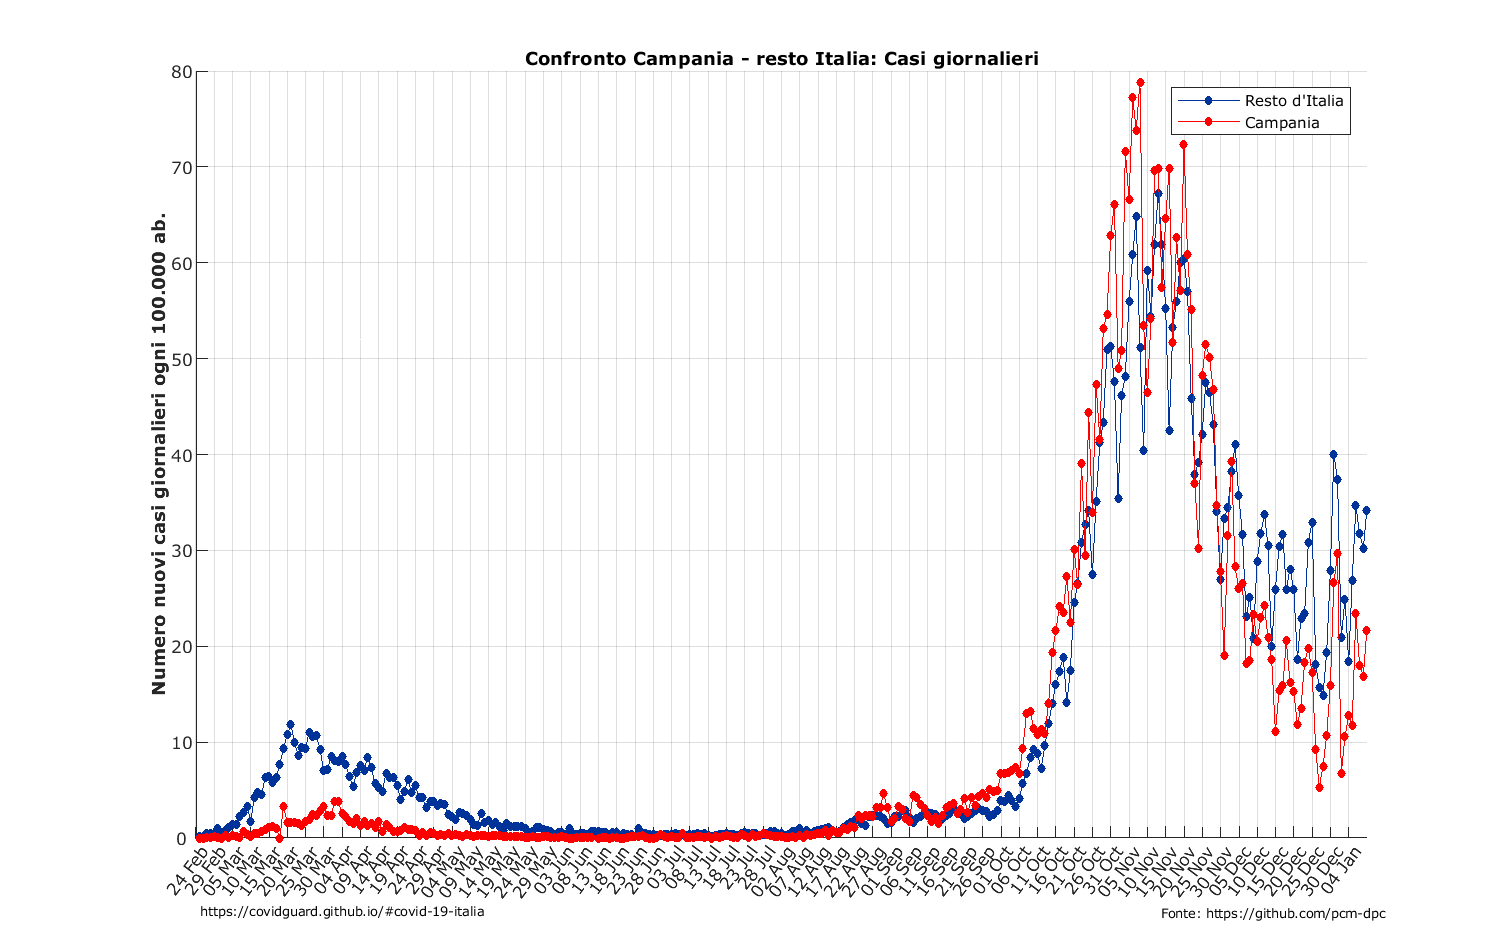 Confronto Campania - resto Italia: Casi giornalieri
Numero nuovi casi giornalieri ogni 100.000 ab.
80
70
60
50
40
30
20
10
0
Resto d'Italia
Campania
24 Feb
29 Feb
05 Mar
10 Mar
15 Mar
20 Mar
25 Mar
30 Mar
04 Apr
09 Apr
14 Apr
19 Apr
24 Apr
29 Apr
04 May
09 May
14 May
19 May
24 May
29 May
03 Jun
08 Jun
13 Jun
18 Jun
23 Jun
28 Jun
03 Jul
08 Jul
13 Jul
18 Jul
23 Jul
28 Jul
02 Aug
07 Aug
12 Aug
17 Aug
22 Aug
27 Aug
01 Sep
06 Sep
11 Sep
16 Sep
21 Sep
26 Sep
01 Oct
06 Oct
11 Oct
16 Oct
21 Oct
26 Oct
31 Oct
05 Nov
10 Nov
15 Nov
20 Nov
25 Nov
30 Nov
05 Dec
10 Dec
15 Dec
20 Dec
25 Dec
30 Dec
04 Jan
https://covidguard.github.io/#covid-19-italia
Fonte: https://github.com/pcm-dpc